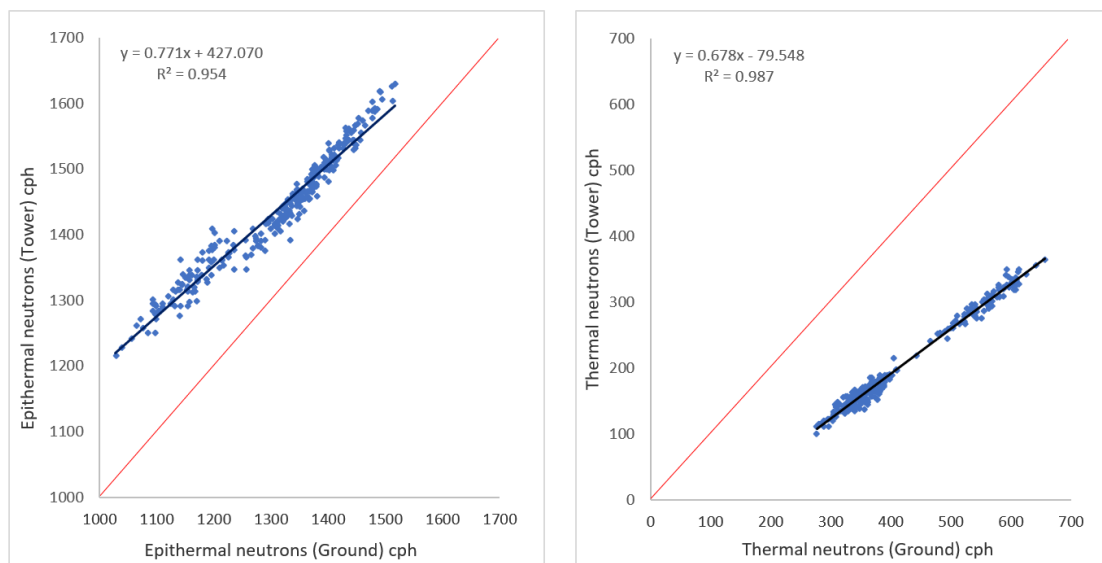 y = 0.771x + 427.070
R² = 0.954
Epithermal neutrons (Tower) cph
1700
1600
1500
1400
1300
1200
1100
1000
1000 1100 1200 1300 1400 1500 1600 1700
Epithermal neutrons (Ground) cph
y = 0.678x - 79.548
R² = 0.987
Thermal neutrons (Tower) cph
700
600
500
400
300
200
100
0
0 100 200 300 400 500 600 700
Thermal neutrons (Ground) cph